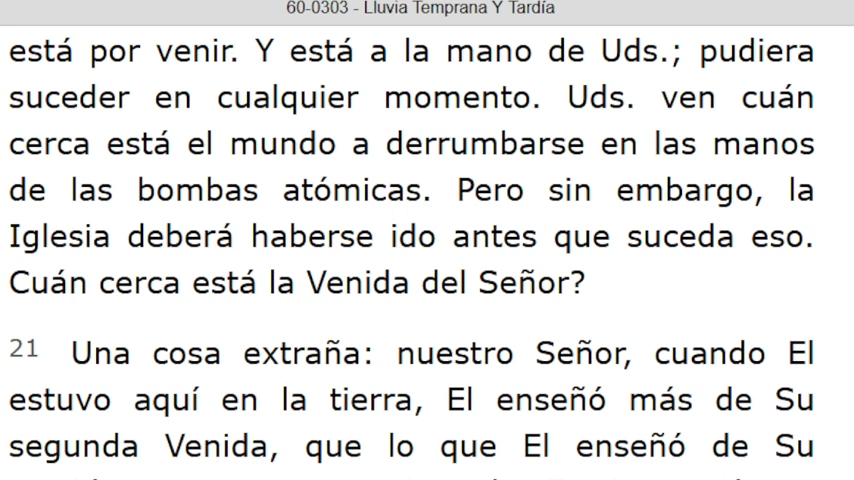 60-0303 - Lluvia Temprana Y Tardía
está por venir. Y está a la mano de Uds.; pudiera
suceder en cualquier momento. Uds. ven cuán
cerca está el mundo a derrumbarse en las manos
de las bombas atómicas. Pero sin embargo, la
Iglesia deberá haberse ido antes que suceda eso.
Cuán cerca está la Venida del Señor?
21 Una cosa extraña: nuestro Señor, cuando El
estuvo aquí en la tierra, El enseñó más de Su
segunda Venida, que lo que El enseñó de Su